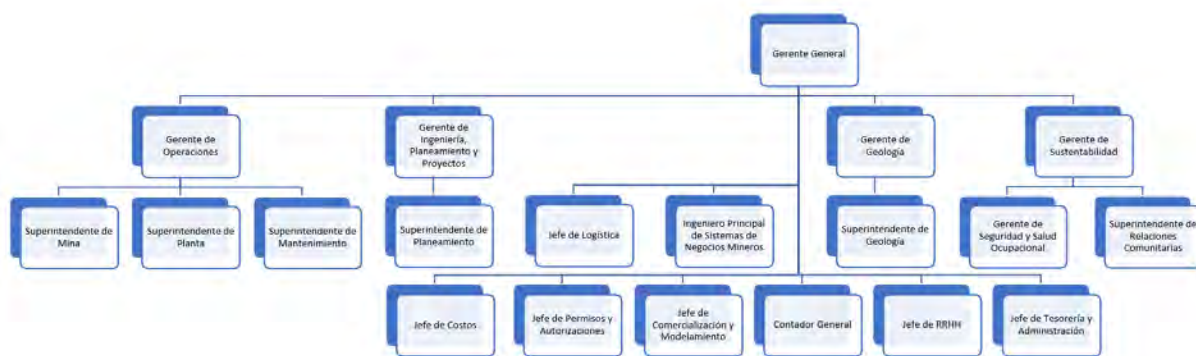 Gerente General
Gerente de
Operaciones
Gerente de
Ingeniería,
Planeamiento y
Proyectos
Gerente de
Geología
Gerente de
Sustentabilidad
Superintendente de
Mina
Superintendente de
Planta
Superintendente de
Mantenimiento
Superintendente de
Planeamiento
Jefe de Logística
Ingeniero Principal
de Sistemas de
Negocios Mineros
Superintendente de
Geología
Gerente de
Seguridad y Salud
Ocupacional
Superintendente de
Relaciones
Comunitarias
Jefe de Costos
Jefe de Permisos y
Autorizaciones
Jefe de
Comercialización y
Modelamiento
Contador General
Jefe de RRHH
Jefe de Tesorería y
Administración